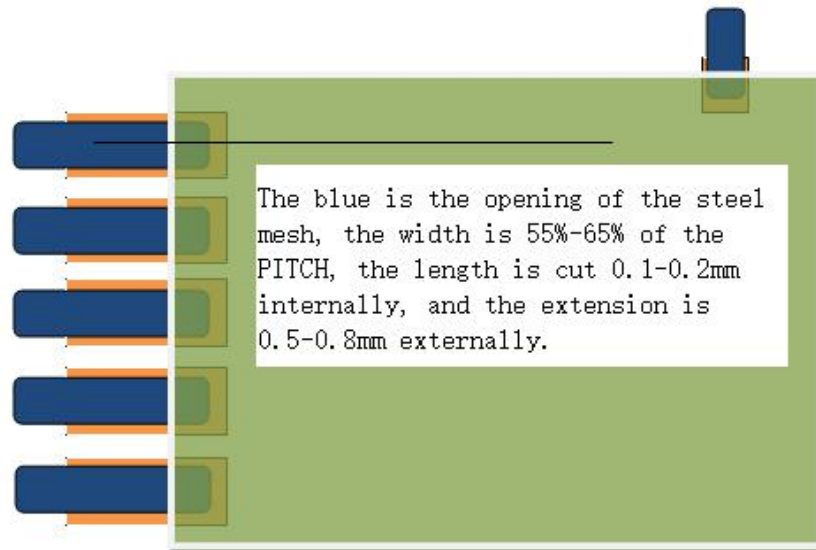 The blue is the opening of the steel
mesh, the width is 55%-65% of the
PITCH, the length is cut 0.1-0.2mm
internally, and the extension is
0.5-0.8mm externally.